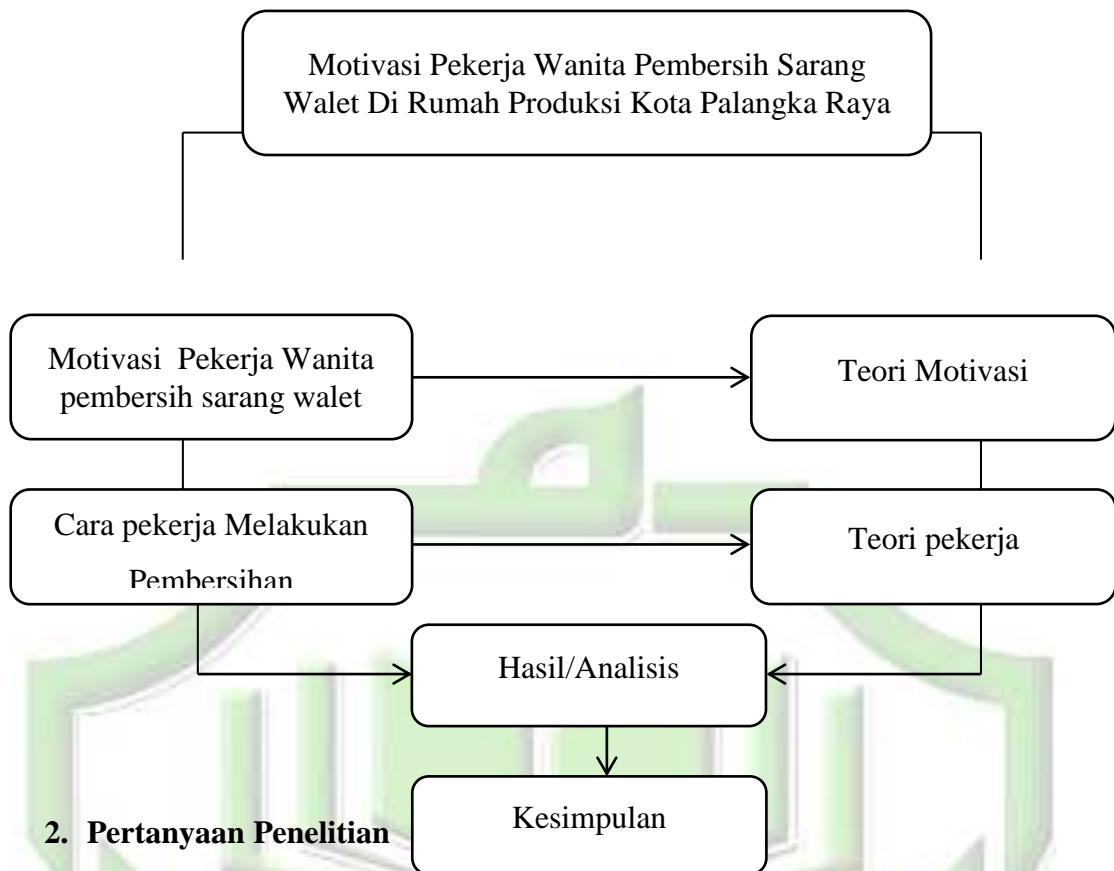 Motivasi Pekerja Wanita Pembersih Sarang
Walet Di Rumah Produksi Kota Palangka Raya
Motivasi Pekerja Wanita
pembersih sarang walet
Teori Motivasi
Cara pekerja Melakukan
Pembersihan
Teori pekerja
Hasil/Analisis
Kesimpulan
2. Pertanyaan Penelitian